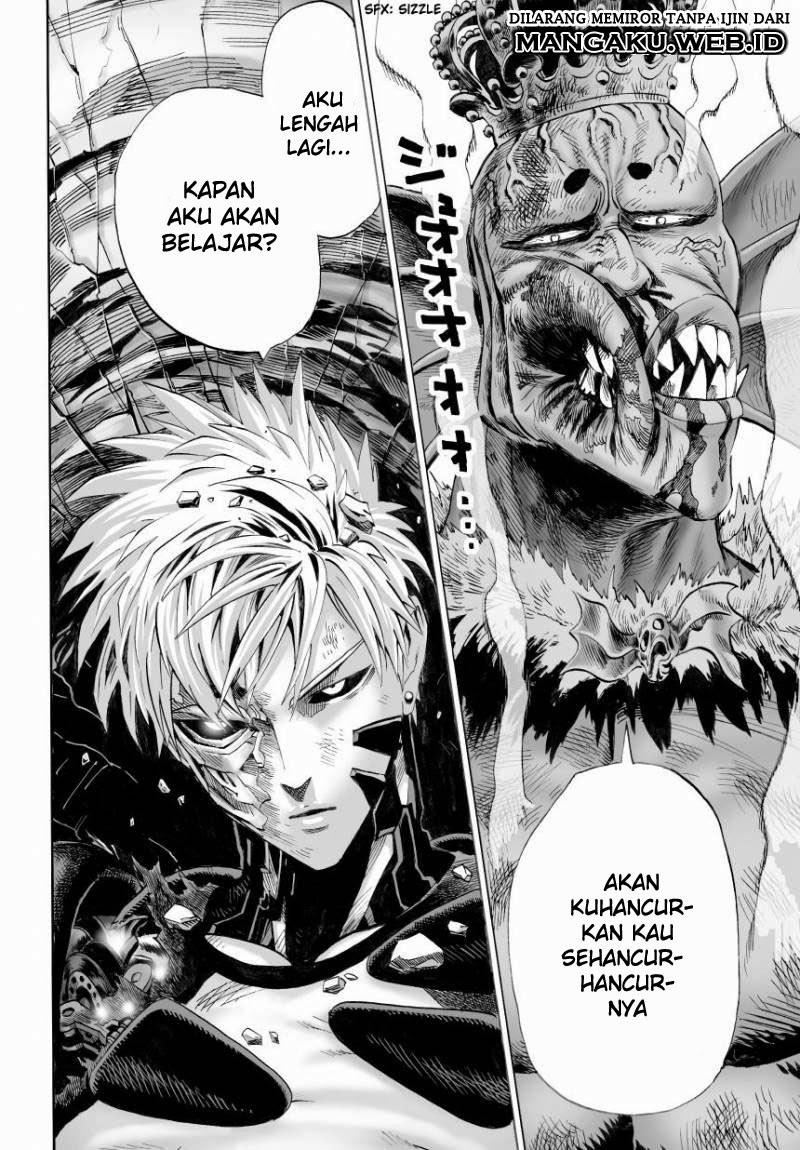 SFX: SIZZLE
DILARANG MEMIROR TANPA IJIN DARI
MANGAKU.WEB.ID
ジュオオオオオオ...
AKAN
KUHANCUR-
KAN KAU
SEHANCUR-
HANCUR-
NYA
AKU
LENGAH
LAGI...
KAPAN
AKU AKAN
BELAJAR?